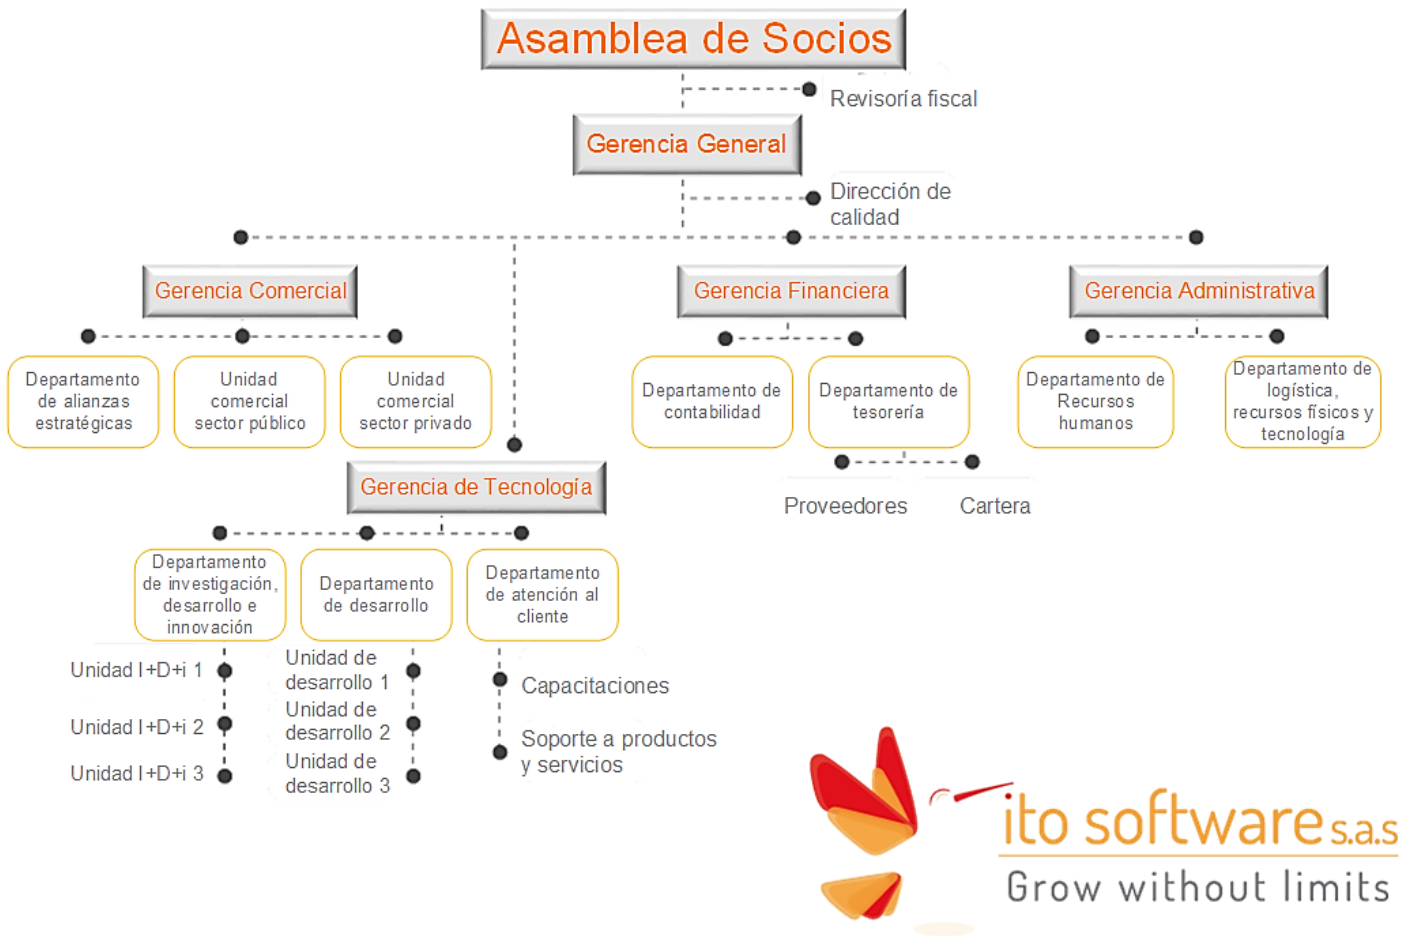 Asamblea de Socios
Revisoría fiscal
Gerencia General
Dirección de
calidad
Gerencia Comercial
Gerencia Financiera
Gerencia Administrativa
Departamento
de alianzas
estratégicas
Unidad
comercial
sector público
Unidad
comercial
sector privado
Departamento de
contabilidad
Departamento de
tesorería
Departamento de
Recursos
humanos
Departamento de
logística,
recursos físicos y
tecnología
Proveedores
Cartera
Gerencia de Tecnología
Departamento
de investigación,
desarrollo e
innovación
Departamento
de desarrollo
Departamento
de atención al
cliente
Unidad I+D+i 1
Unidad I+D+i 2
Unidad I+D+i 3
Unidad de
desarrollo 1
Unidad de
desarrollo 2
Unidad de
desarrollo 3
Capacitaciones
Soporte a productos
y servicios
ito software s.a.s
Grow without limits